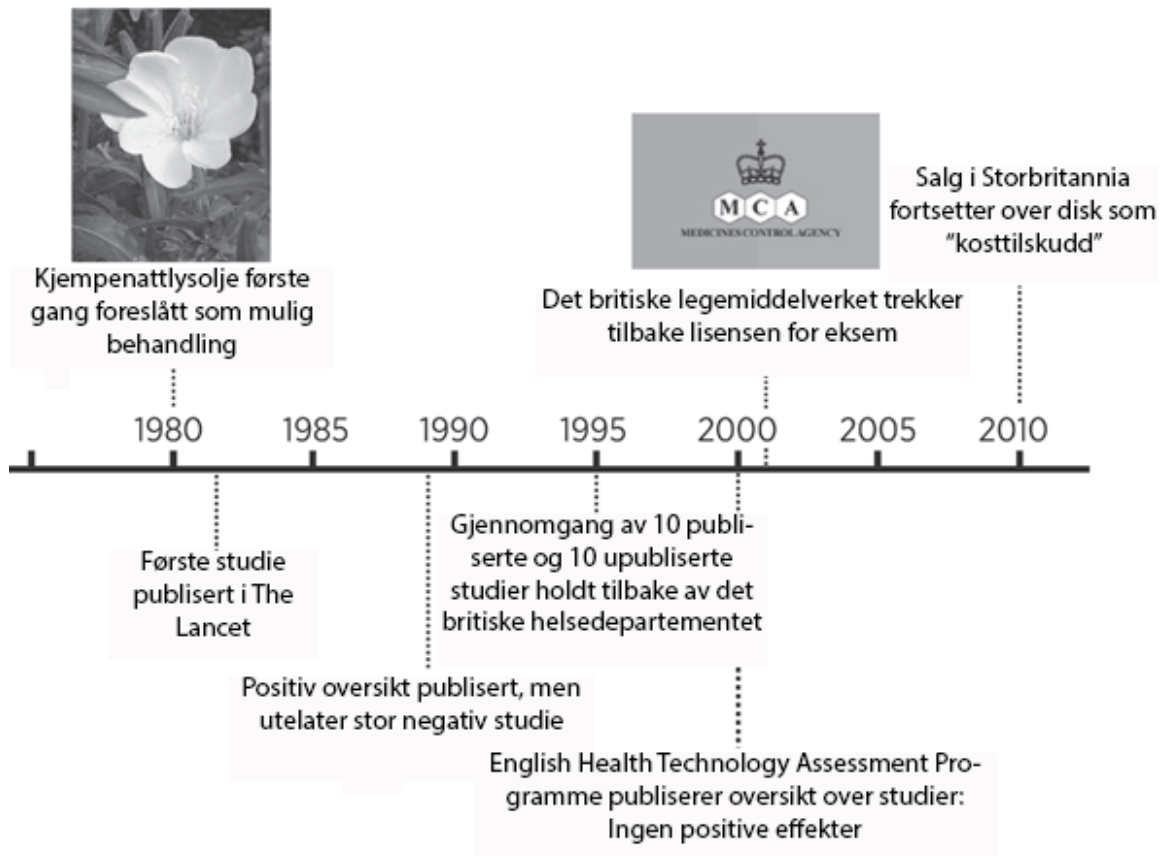 Kjempenattlysolje første
gang foreslått som mulig
behandling
M C A
MEDICINES CONTROL AGENCY
Det britiske legemiddelverket trekker
tilbake lisensen for eksem
Salg i Storbritannia
fortsetter over disk som
“kosttilskudd”
1980 1985 1990 1995 2000 2005 2010
Første studie
publisert i The
Lancet
Positiv oversikt publisert, men
utelater stor negativ studie
Gjennomgang av 10 publi-
serte og 10 upubliserte
studier holdt tilbake av det
britiske helsedepartementet
English Health Technology Assessment Pro-
gramme publiserer oversikt over studier:
Ingen positive effekter